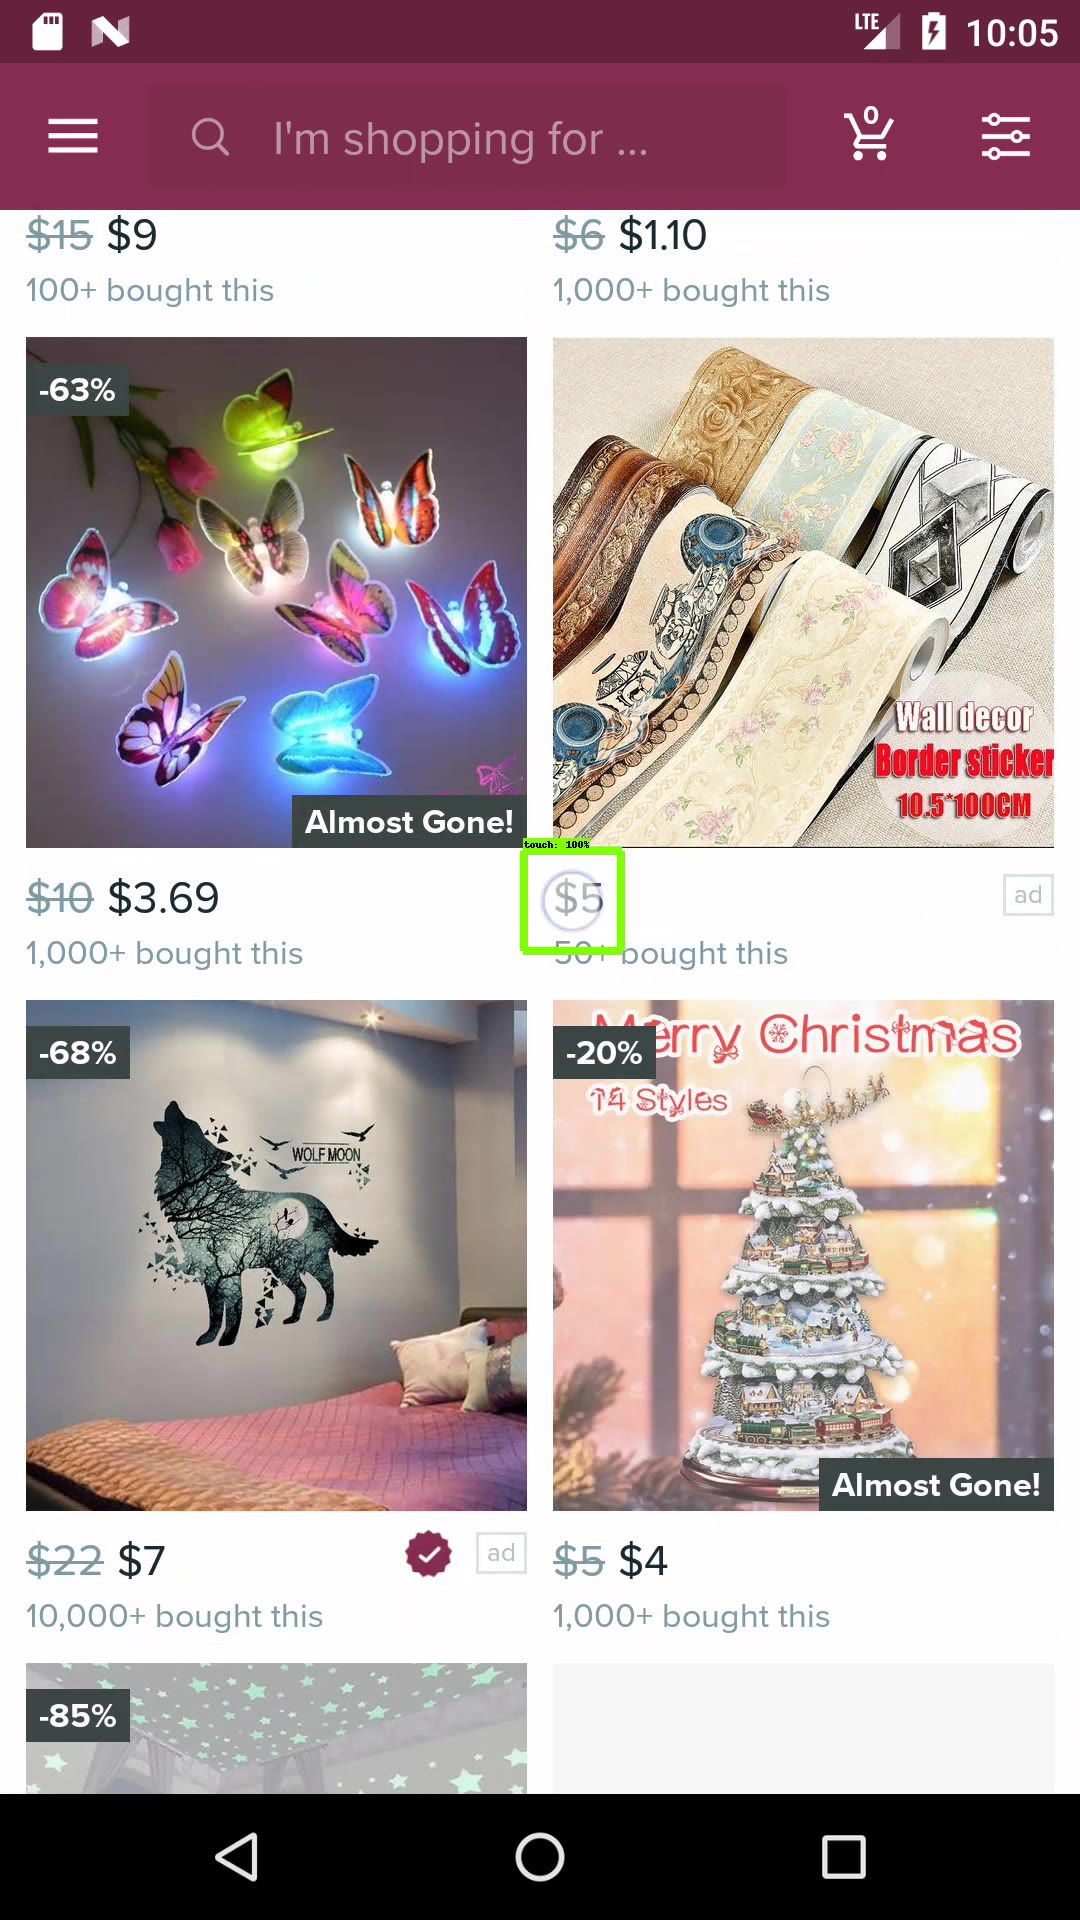 LTE 10:05
I'm shopping for ...
0
$15 $9
100+ bought this
$6 $1.10
1,000+ bought this
-63%
Almost Gone!
Wall decor
Border sticker
10.5*100CM
touch: 100%
$10 $3.69
1,000+ bought this
$5
ad
50+ bought this
-68%
WOLF MOON
-20%
Merry Christmas
14 Styles
Almost Gone!
$22 $7
ad
10,000+ bought this
$5 $4
1,000+ bought this
-85%